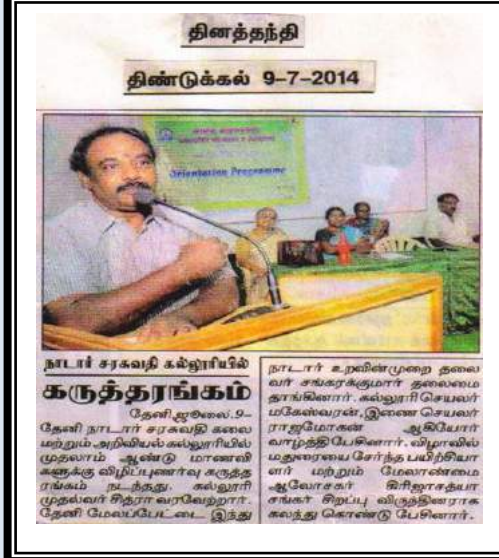 தினத்தந்தி
திண்டுக்கல் 9-7-2014
Orientation Programme
நாடார் சரசுவதி கல்லூரியில்
கருத்தரங்கம்
தேனி,ஜூலை.9-
தேனி நாடார் சரசுவதி கலை
மற்றும் அறிவியல் கல்லூரியில்
முதலாம் ஆண்டு மாணவி
களுக்கு விழிப்புணர்வு கருத்த
ரங்கம் நடந்தது. கல்லூரி
முதல்வர் சித்ரா வரவேற்றார்.
தேனி மேலப்பேட்டை இந்து
நாடார் உறவின்முறை தலை
வர் சங்கரக்குமார் தலைமை
தாங்கினார். கல்லூரி செயலர்
மகேஸ்வரன், இணை செயலர்
ராஜமோகன் ஆகியோர்
வாழ்த்தி பேசினார். விழாவில்
மதுரையை சேர்ந்த பயிற்சியா
ளர் மற்றும் மேலாண்மை
ஆலோசகர் கிரிஜாசத்யா
சங்கர் சிறப்பு விருந்தினராக
கலந்து கொண்டு பேசினார்.